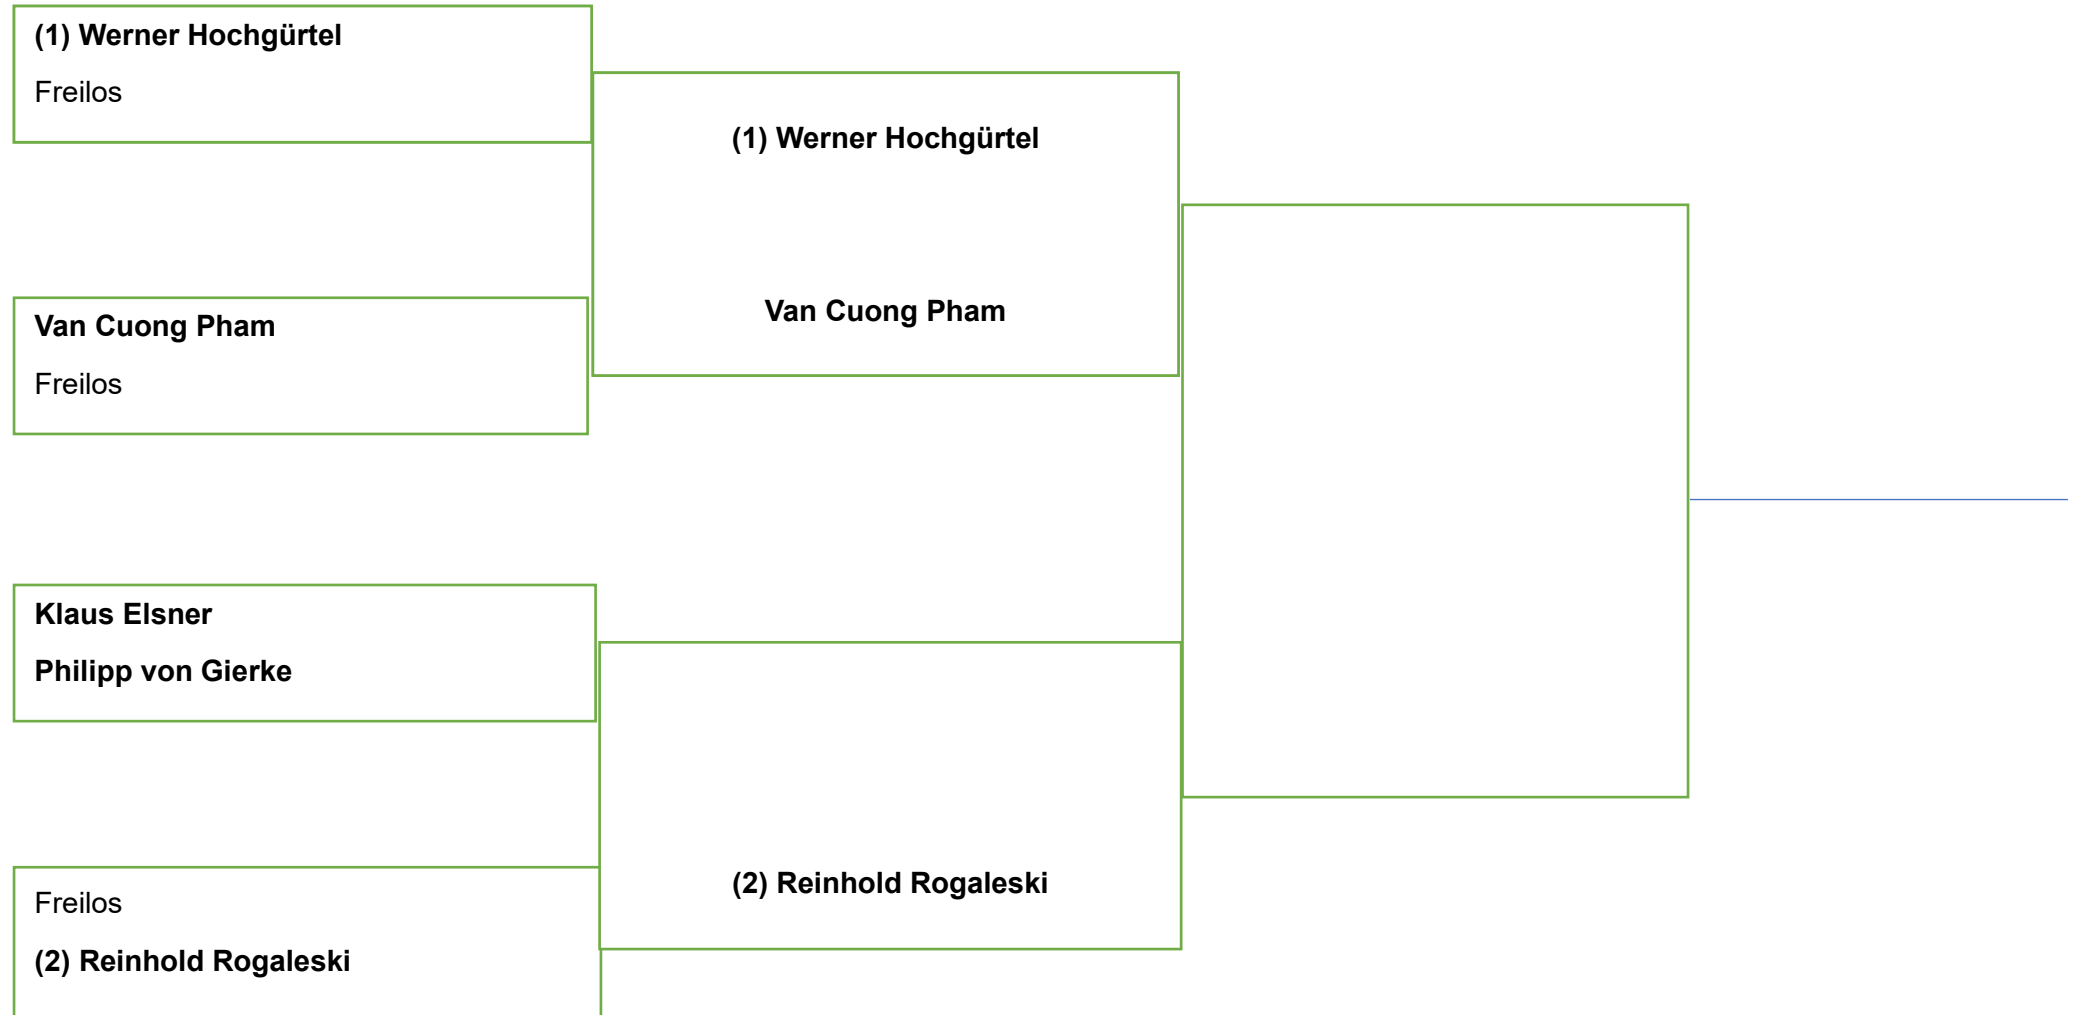 (1) Werner Hochgürtel
Freilos
(1) Werner Hochgürtel
Van Cuong Pham
Van Cuong Pham
Freilos
Klaus Elsner
Philipp von Gierke
(2) Reinhold Rogaleski
Freilos
(2) Reinhold Rogaleski